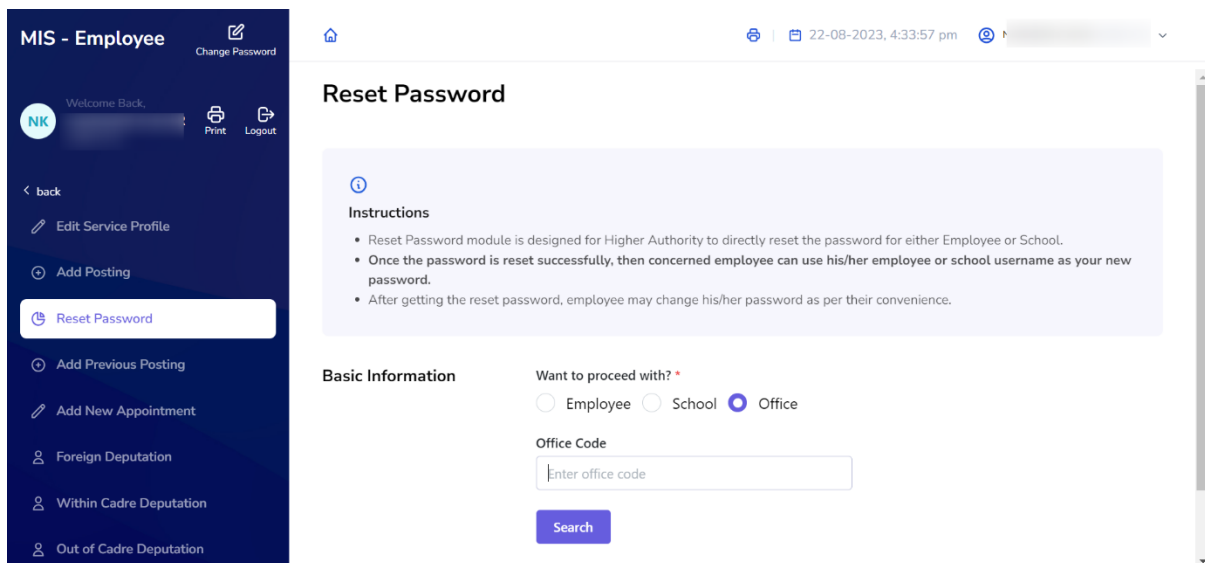 MIS - Employee
Change Password
22-08-2023, 4:33:57 pm
Welcome Back,
NK
Print
Logout
back
Edit Service Profile
Add Posting
Reset Password
Add Previous Posting
Add New Appointment
Foreign Deputation
Within Cadre Deputation
Out of Cadre Deputation
Reset Password
Instructions
• Reset Password module is designed for Higher Authority to directly reset the password for either Employee or School.
• Once the password is reset successfully, then concerned employee can use his/her employee or school username as your new
password.
• After getting the reset password, employee may change his/her password as per their convenience.
Basic Information
Want to proceed with? *
Employee School Office
Office Code
Enter office code
Search